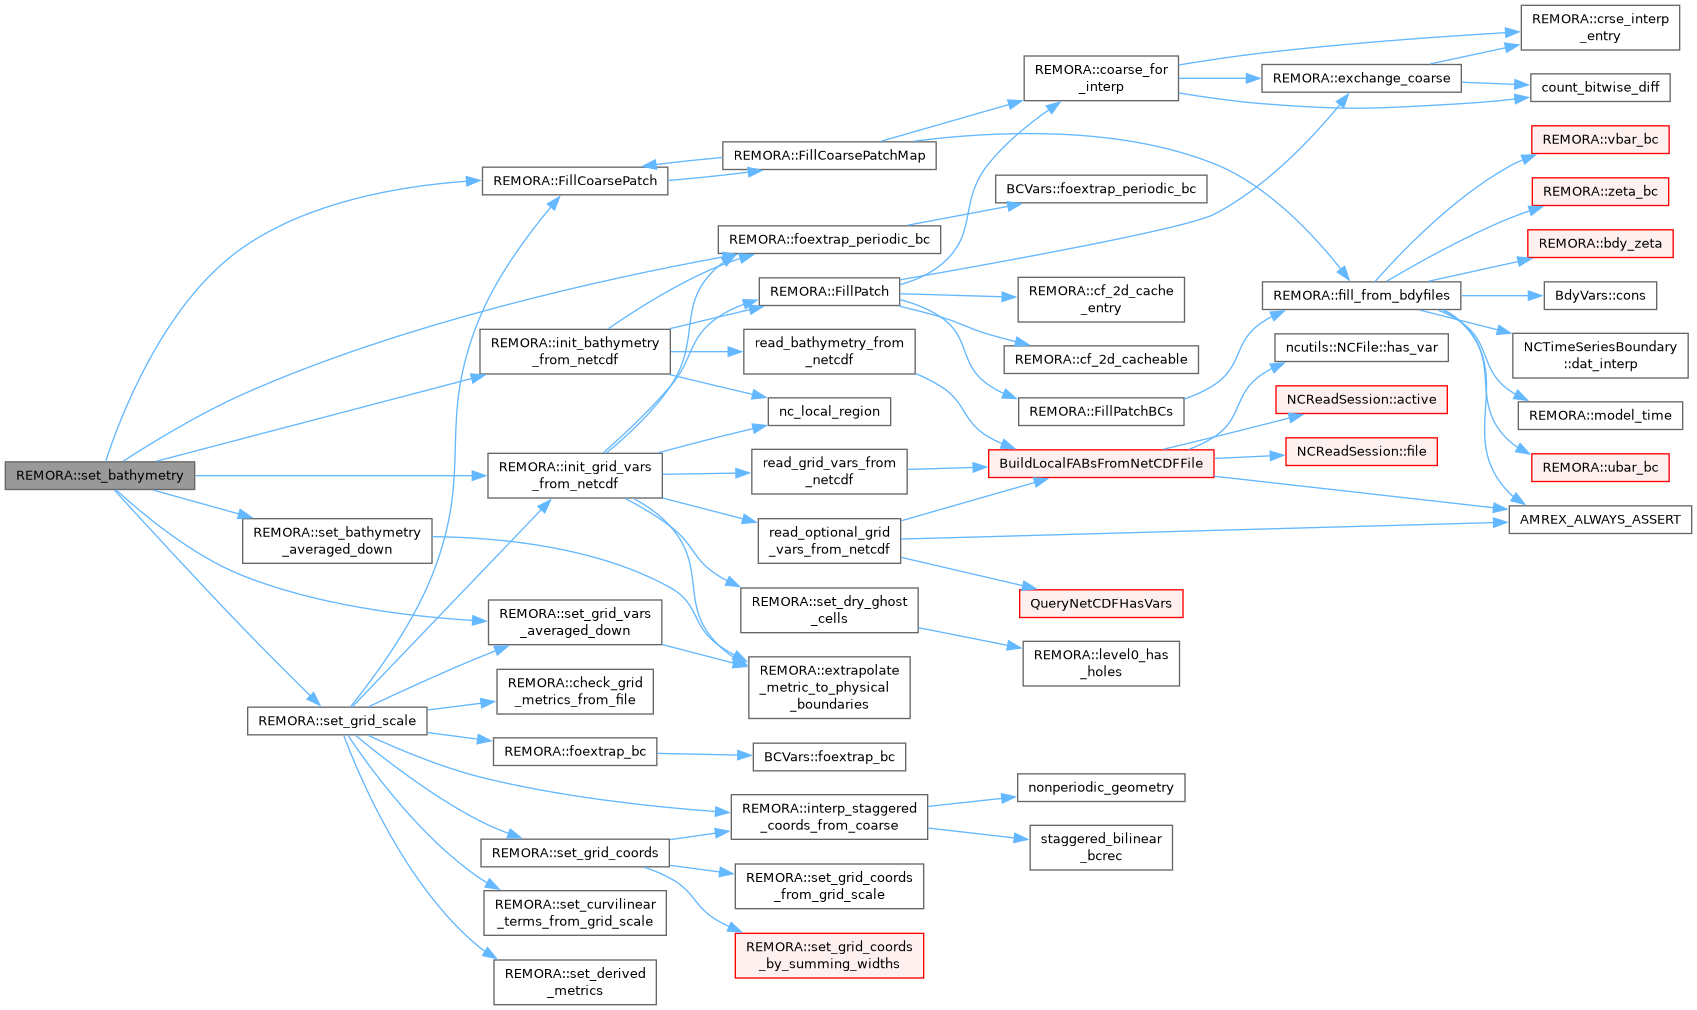 REMORA::set_bathymetry
REMORA::FillCoarsePatch
REMORA::FillCoarsePatchMap
REMORA::coarse_for
_interp
REMORA::exchange_coarse
REMORA::crse_interp
_entry
count_bitwise_diff
REMORA::fill_from_bdyfiles
REMORA::vbar_bc
REMORA::zeta_bc
REMORA::bdy_zeta
BdyVars::cons
NCTimeSeriesBoundary
::dat_interp
REMORA::model_time
REMORA::ubar_bc
AMREX_ALWAYS_ASSERT
REMORA::foextrap_periodic_bc
BCVars::foextrap_periodic_bc
REMORA::init_bathymetry
_from_netcdf
REMORA::FillPatch
REMORA::cf_2d_cache
_entry
REMORA::cf_2d_cacheable
REMORA::FillPatchBCs
read_bathymetry_from
_netcdf
nc_local_region
BuildLocalFABsFromNetCDFFile
ncutils::NCFile::has_var
NCReadSession::active
NCReadSession::file
REMORA::init_grid_vars
_from_netcdf
read_grid_vars_from
_netcdf
read_optional_grid
_vars_from_netcdf
QueryNetCDFHasVars
REMORA::set_dry_ghost
_cells
REMORA::level0_has
_holes
REMORA::extrapolate
_metric_to_physical
_boundaries
REMORA::set_bathymetry
_averaged_down
REMORA::set_grid_vars
_averaged_down
REMORA::set_grid_scale
REMORA::check_grid
_metrics_from_file
REMORA::foextrap_bc
BCVars::foextrap_bc
REMORA::interp_staggered
_coords_from_coarse
nonperiodic_geometry
staggered_bilinear
_bcrec
REMORA::set_grid_coords
REMORA::set_grid_coords
_from_grid_scale
REMORA::set_grid_coords
_by_summing_widths
REMORA::set_curvilinear
_terms_from_grid_scale
REMORA::set_derived
_metrics